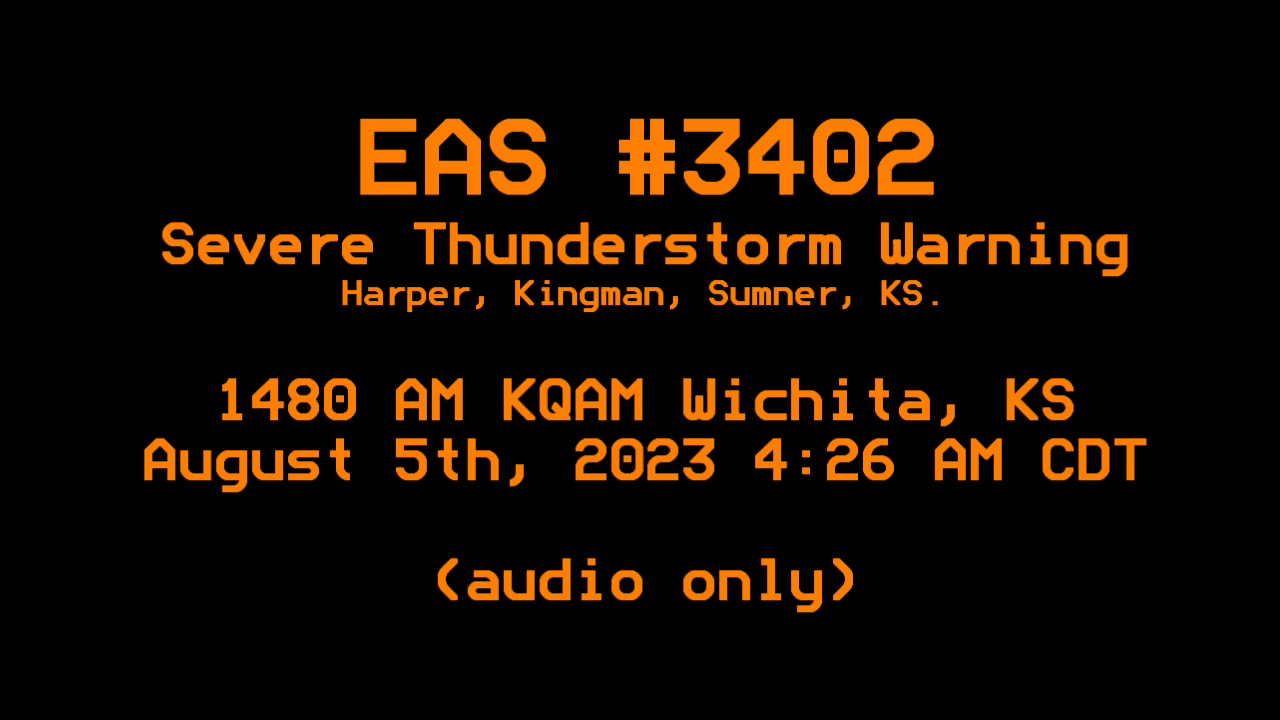 EAS #3402
Severe Thunderstorm Warning
Harper, Kingman, Sumner, KS.
1480 AM KQAM Wichita, KS
August 5th, 2023 4:26 AM CDT
(audio only)